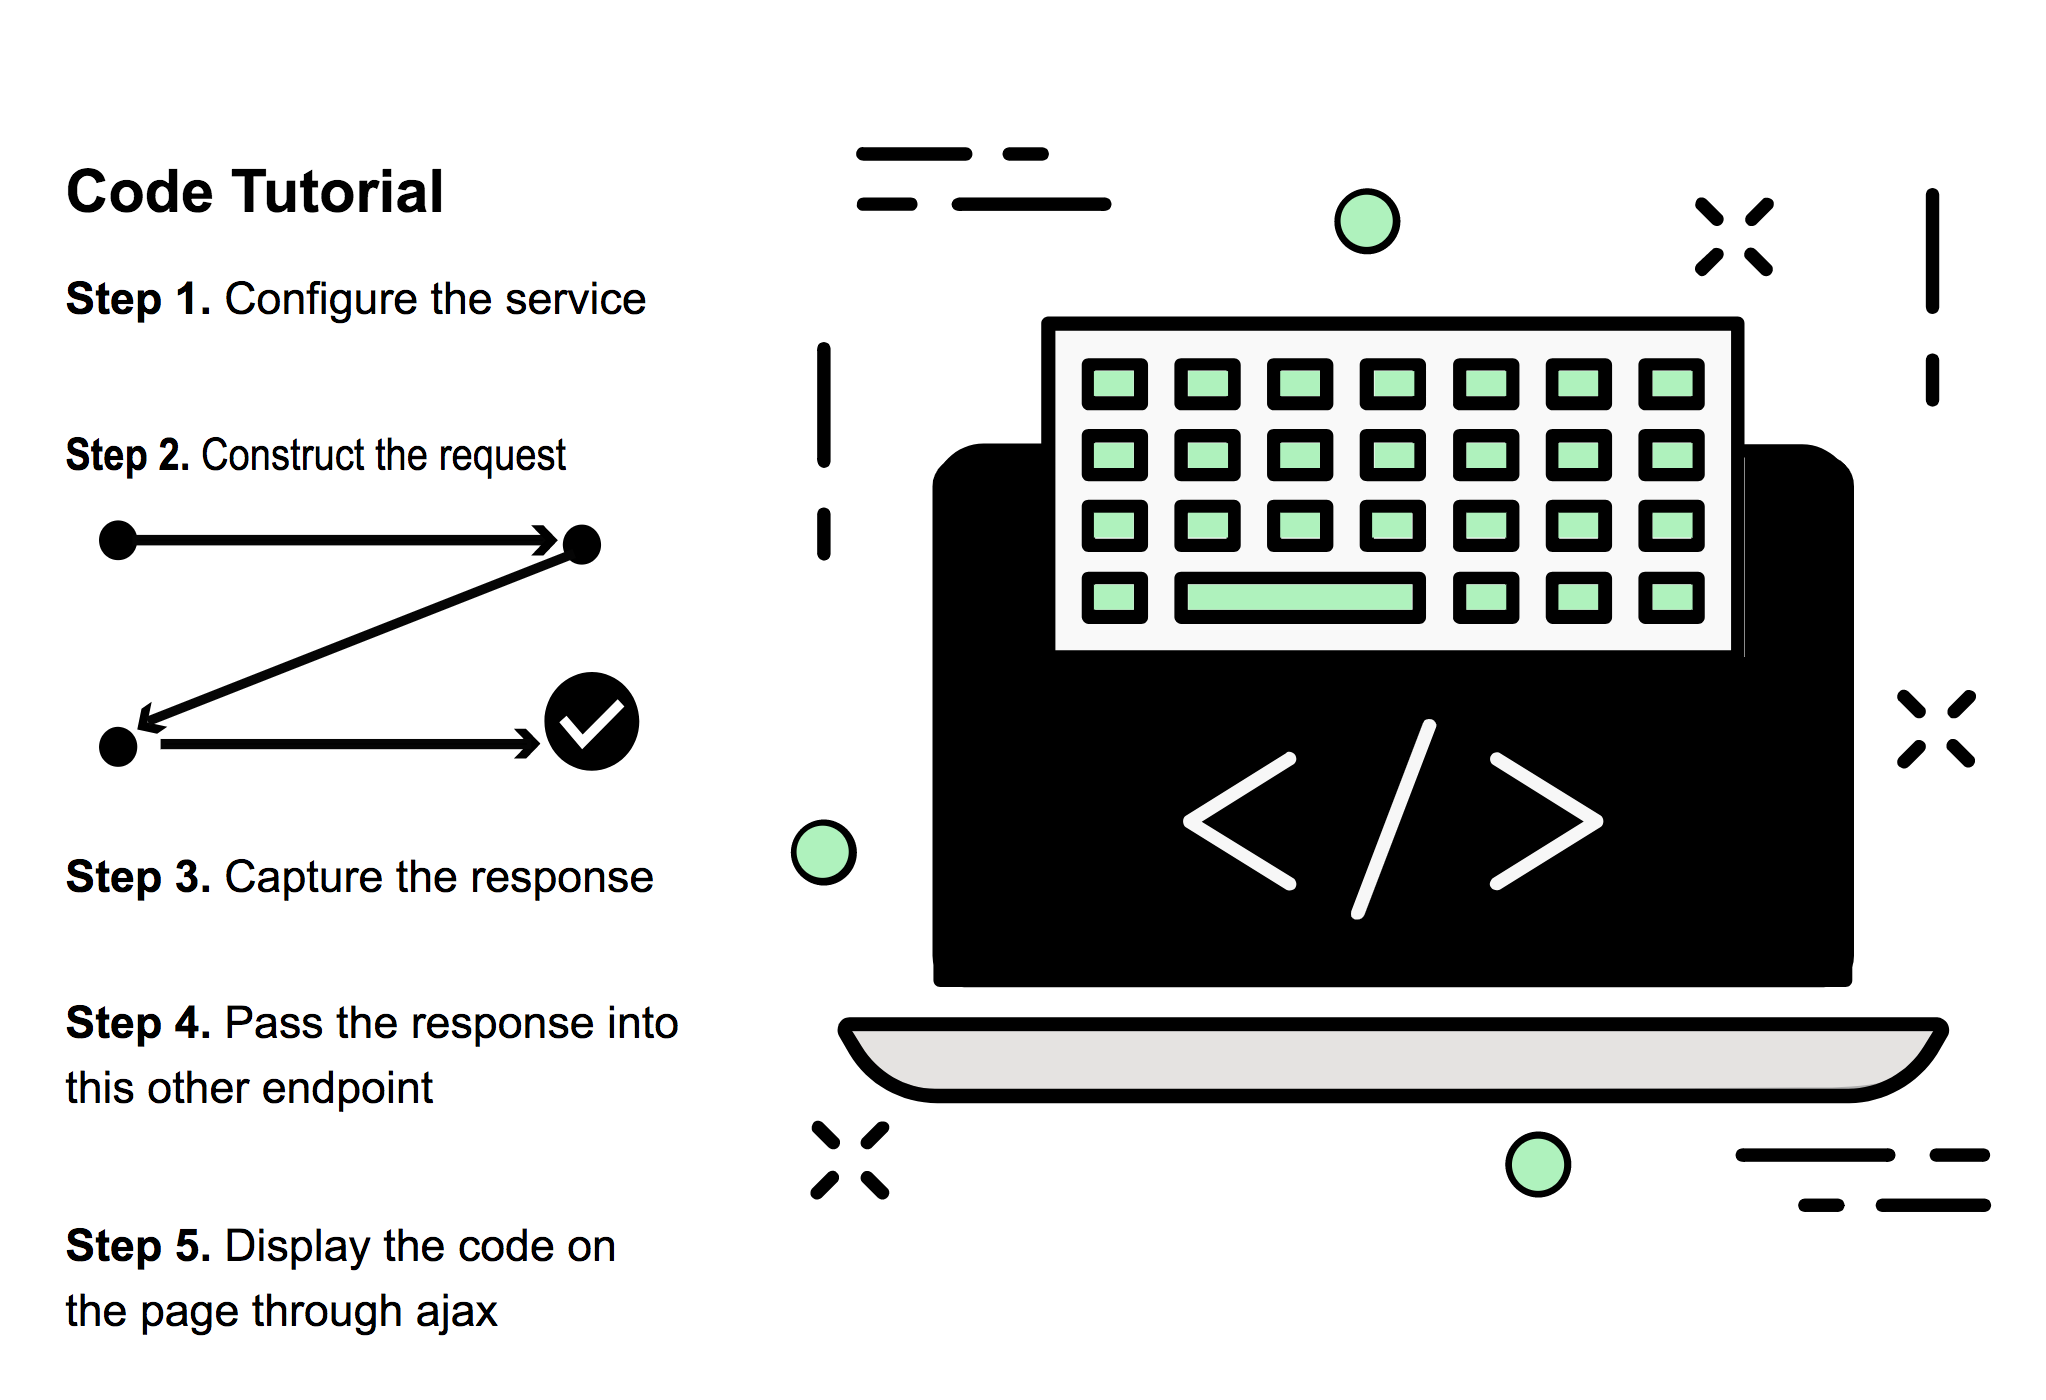 Code Tutorial
Step 1. Configure the service
Step 2. Construct the request
Step 3. Capture the response
Step 4. Pass the response into
this other endpoint
Step 5. Display the code on
the page through ajax
</>